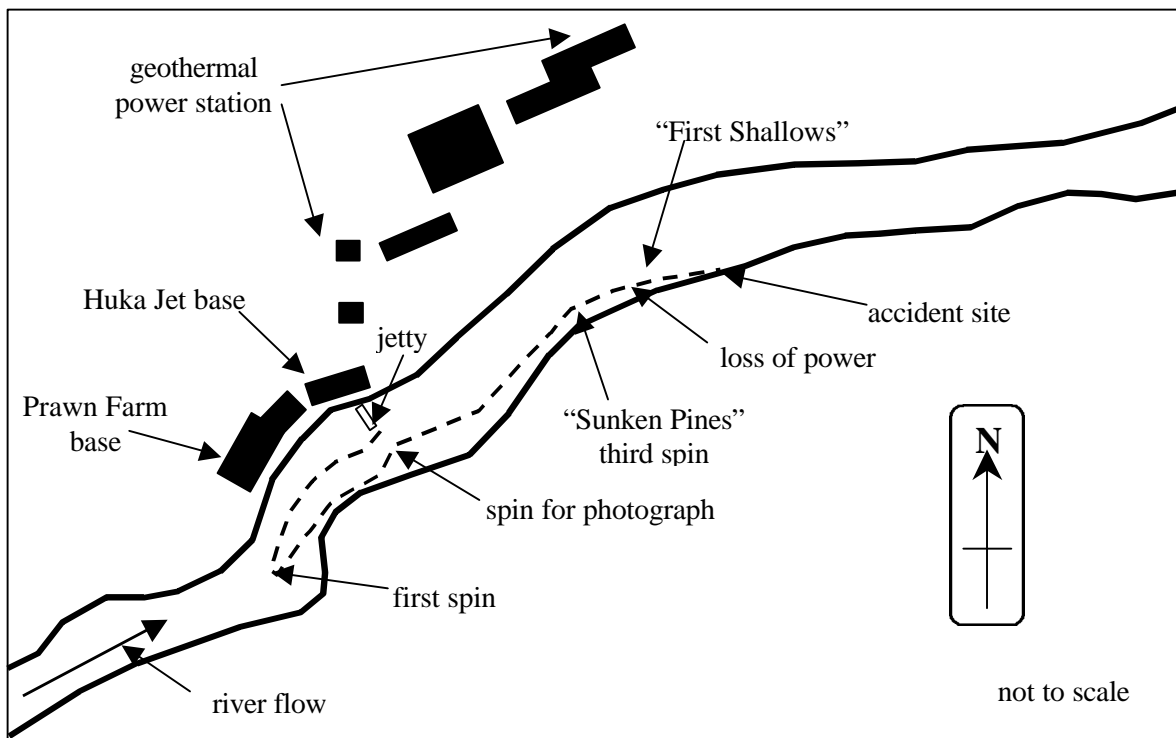 geothermal
power station
“First Shallows”
Huka Jet base
jetty
accident site
loss of power
Prawn Farm
base
“Sunken Pines”
third spin
N
spin for photograph
first spin
river flow
not to scale